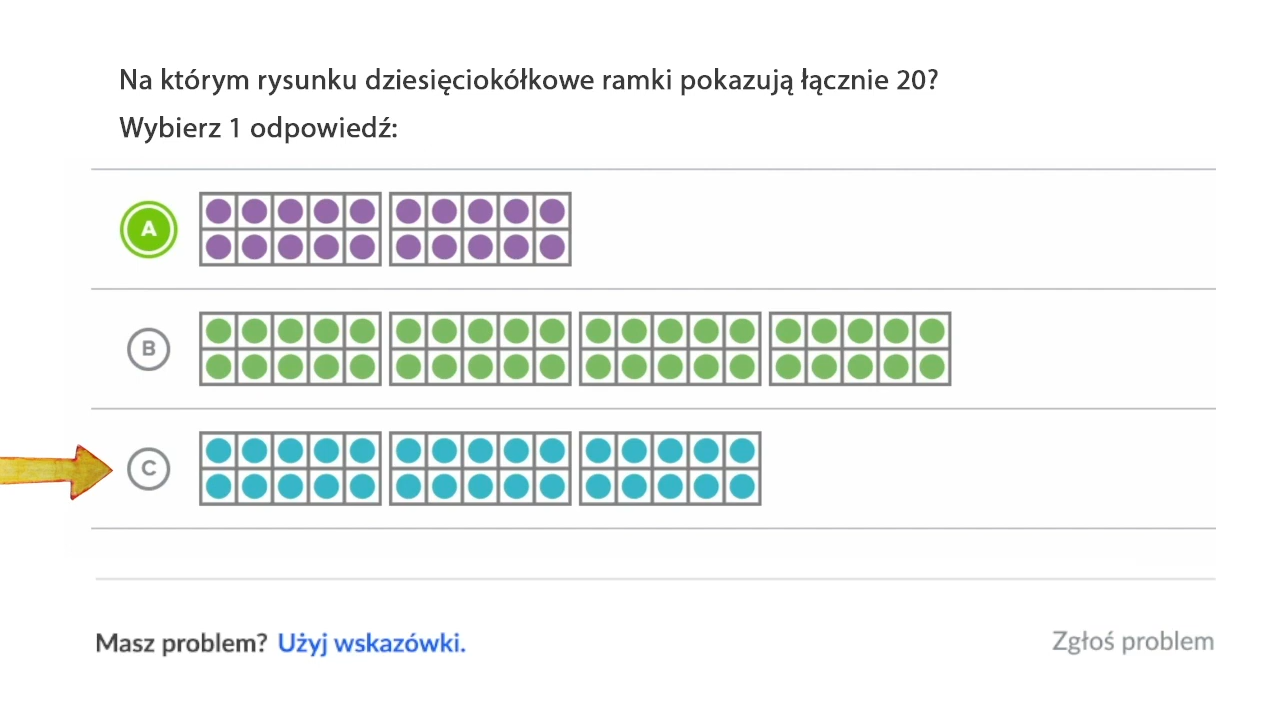 Na którym rysunku dziesięciokółkowe ramki pokazują łącznie 20?
Wybierz 1 odpowiedź:
A
B
C
Masz problem? Użyj wskazówki.
Zgłoś problem